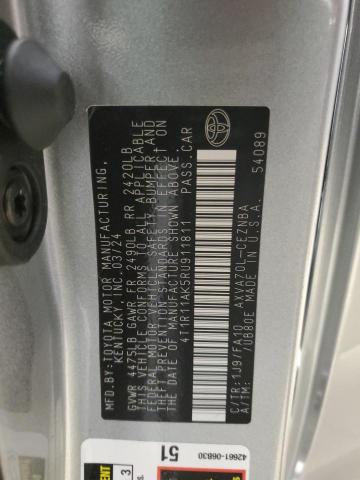 MFD.BY:TOYOTA MOTOR MANUFACTURING,
KENTUCKY, INC. 03/24
GVWR 4475LB GAWR FR 2490LB RR 2420LB
THIS VEHICLE CONFORMS TO ALL APPLICABLE
FEDERAL MOTOR VEHICLE SAFETY, BUMPER, AND
THEFT PREVENTION STANDARDS IN EFFECT ON
THE DATE OF MANUFACTURE SHOWN ABOVE.
4T1R11AK5RU911811 PASS.CAR
C/TR:1J9/FA10 AXVA70L-CEZNBA
A/TM: /UB80E MADE IN U.S.A.
54089
42661-06B30
51
3